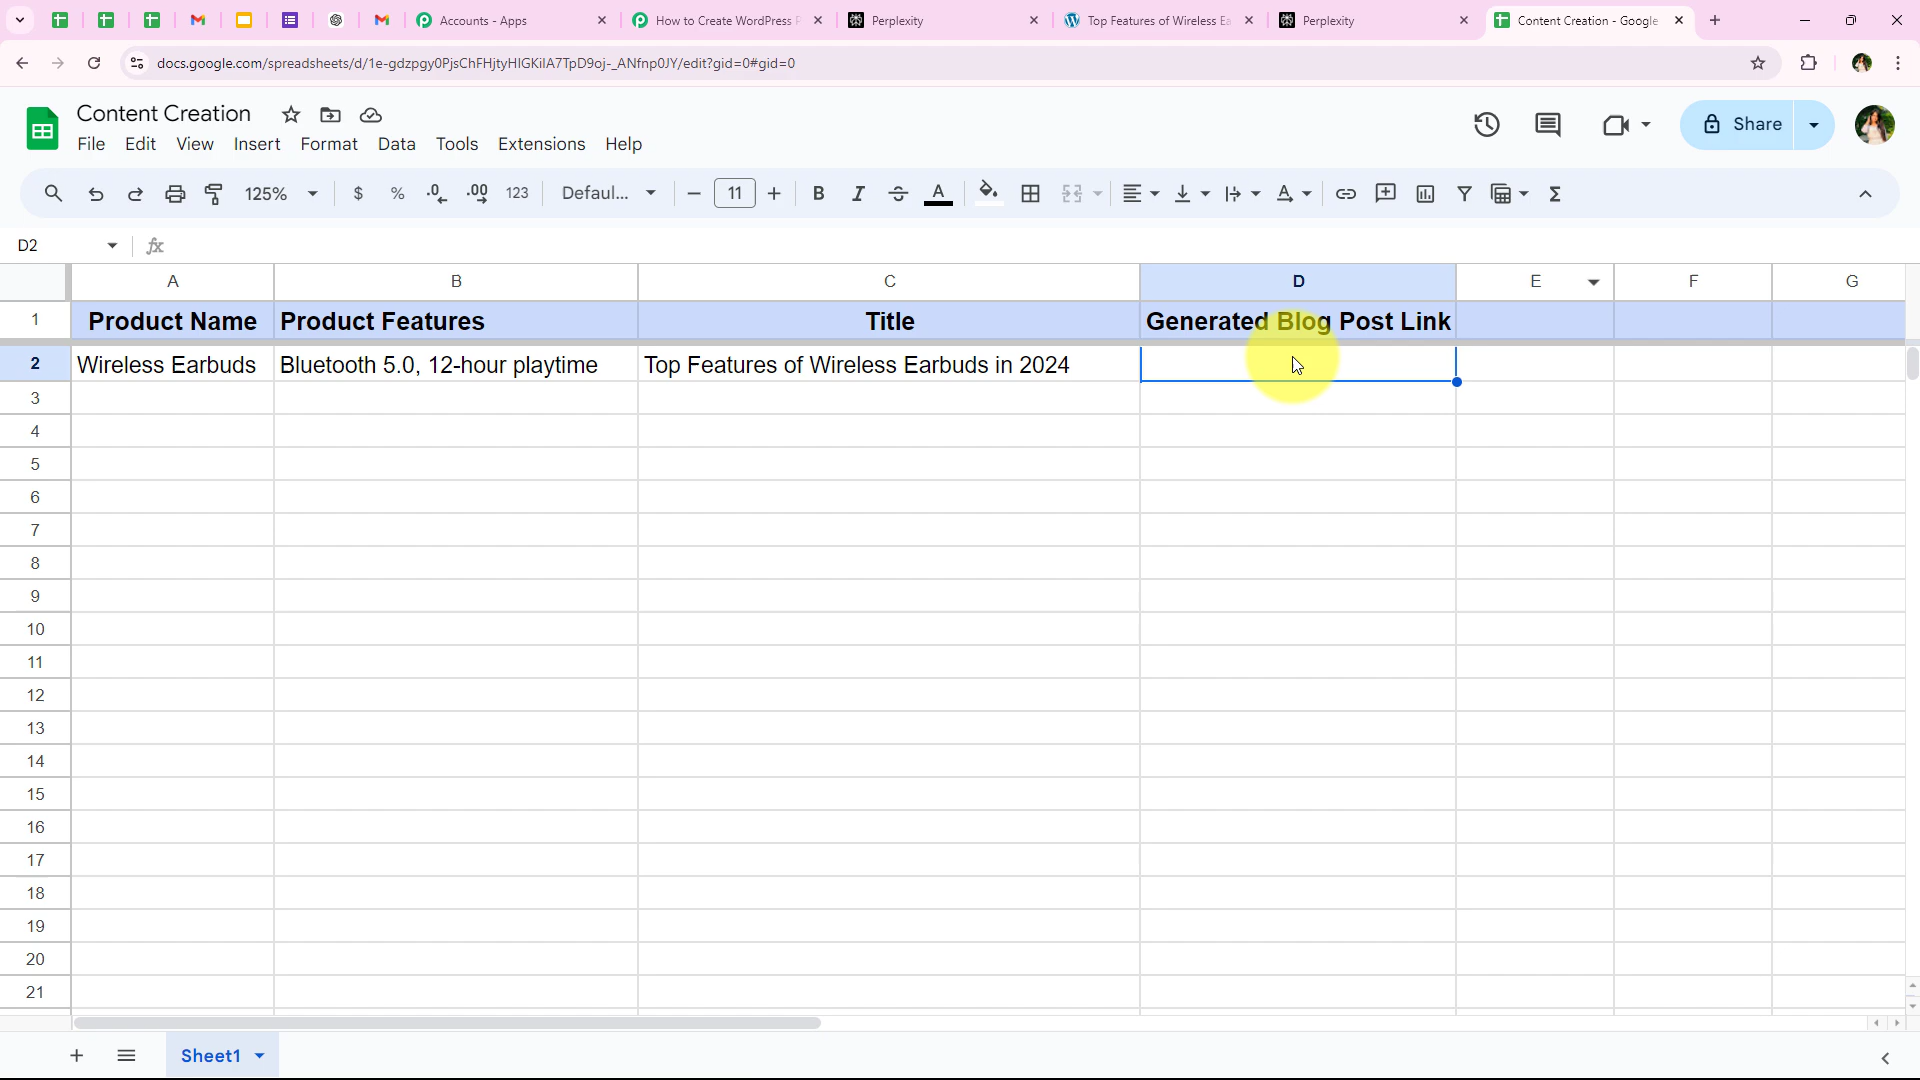 Accounts - Apps
How to Create WordPress P
Perplexity
Top Features of Wireless Ea
Perplexity
Content Creation - Google
docs.google.com/spreadsheets/d/1e-gdzpgy0PjsChFHjtyHIGKiIA7TpD9oj-_ANfnp0JY/edit?gid=0#gid=0
Content Creation
File Edit View Insert Format Data Tools Extensions Help
Share
125% $ % .0 .00 123 Defaul... 11 B I S A A Σ
D2 fx
A B C D E F G
1 Product Name Product Features Title Generated Blog Post Link
2 Wireless Earbuds Bluetooth 5.0, 12-hour playtime Top Features of Wireless Earbuds in 2024
3
4
5
6
7
8
9
10
11
12
13
14
15
16
17
18
19
20
21
Sheet1